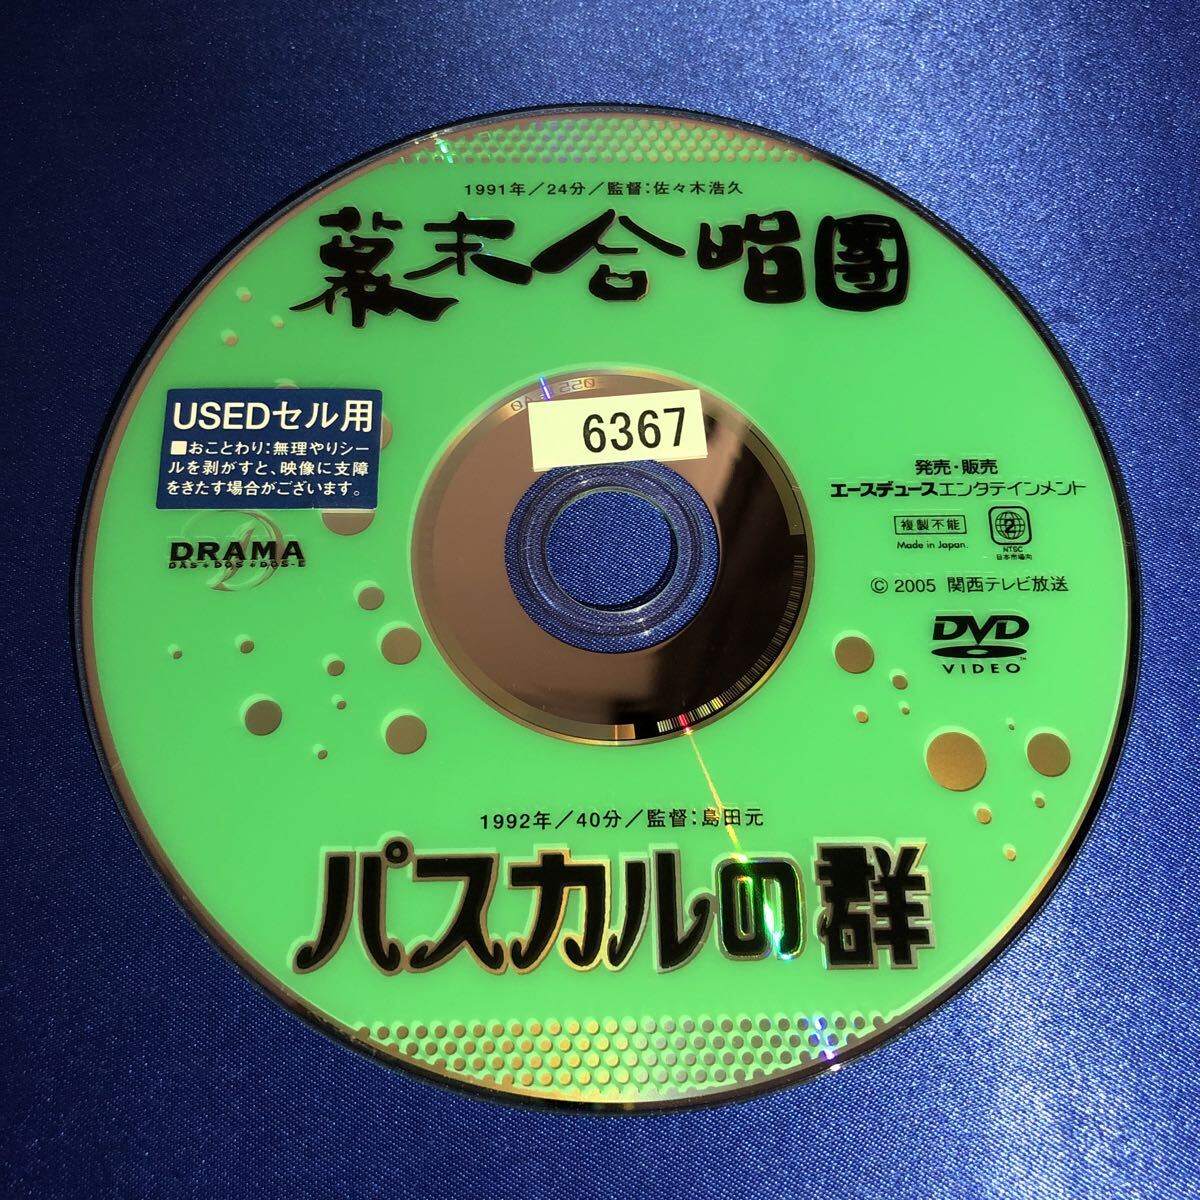 1991年／24分／監督：佐々木浩久
幕末合唱團
USEDセル用
■おことわり：無理やりシー
ルを剥がすと、映像に支障
をきたす場合がございます。
6367
発売・販売
エースデュースエンタテインメント
複製不能
2
Made in Japan.
NTSC
日本市場向
DRAMA
DAS+DOS+DOS-E
© 2005 関西テレビ放送
DVD
VIDEO
TM
1992年／40分／監督：島田元
パスカルの群